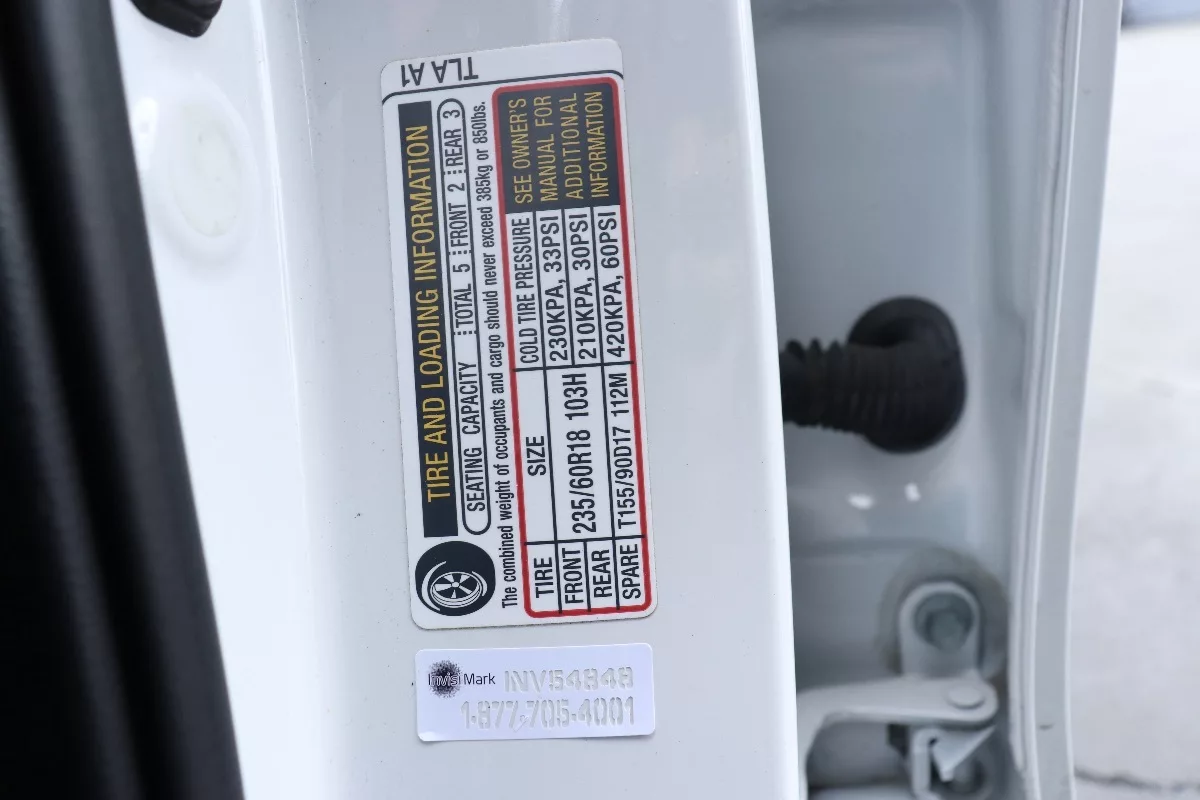 TLA A1
TIRE AND LOADING INFORMATION
SEATING CAPACITY TOTAL 5 FRONT 2 REAR 3
The combined weight of occupants and cargo should never exceed 385kg or 850lbs.
TIRE SIZE COLD TIRE PRESSURE
FRONT 235/60R18 103H 230KPA, 33PSI
REAR 210KPA, 30PSI
SPARE T155/90D17 112M 420KPA, 60PSI
SEE OWNER'S
MANUAL FOR
ADDITIONAL
INFORMATION
InvisiMark INV54848
1-877-705-4001